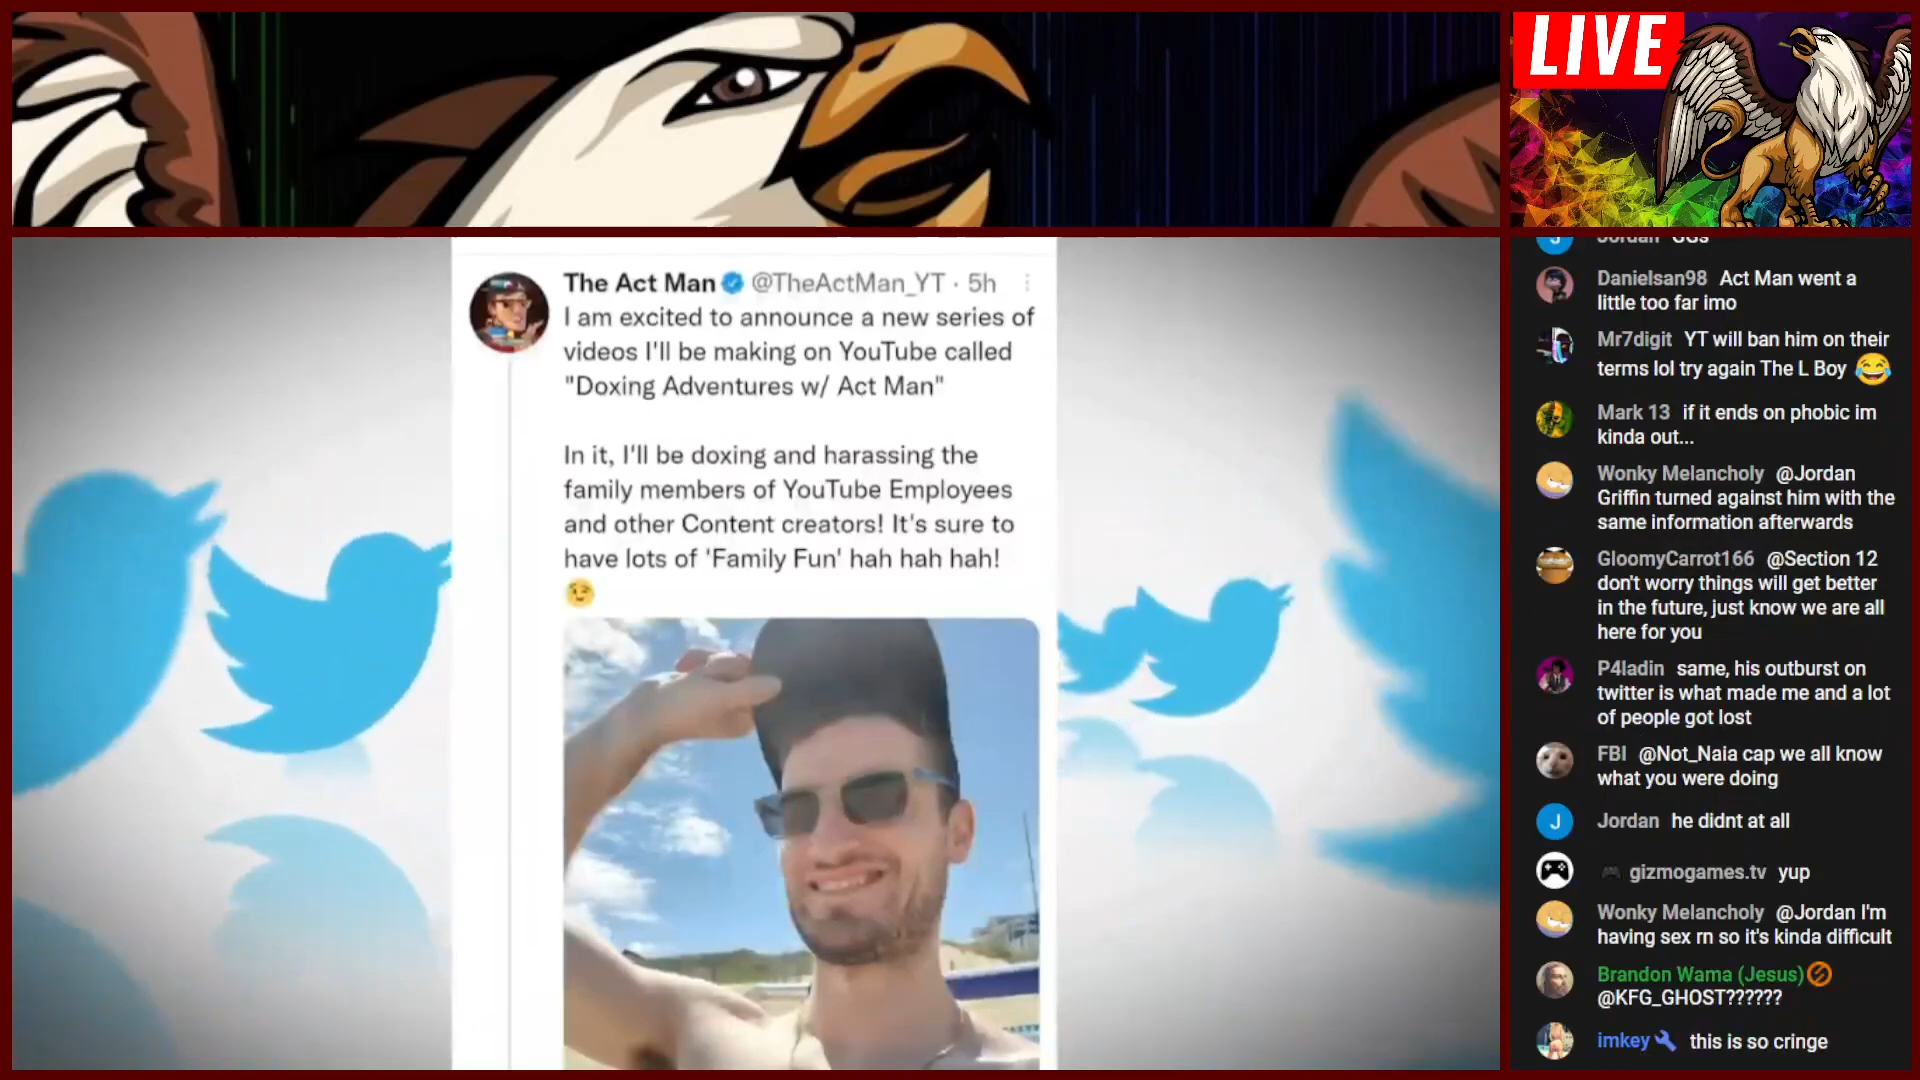 LIVE
The Act Man @TheActMan_YT · 5h
I am excited to announce a new series of
videos I'll be making on YouTube called
"Doxing Adventures w/ Act Man"
In it, I'll be doxing and harassing the
family members of YouTube Employees
and other Content creators! It's sure to
have lots of 'Family Fun' hah hah hah!
😉
Jordan GGs
Danielsan98 Act Man went a
little too far imo
Mr7digit YT will ban him on their
terms lol try again The L Boy 😂
Mark 13 if it ends on phobic im
kinda out...
Wonky Melancholy @Jordan
Griffin turned against him with the
same information afterwards
GloomyCarrot166 @Section 12
don't worry things will get better
in the future, just know we are all
here for you
P4ladin same, his outburst on
twitter is what made me and a lot
of people got lost
FBI @Not_Naia cap we all know
what you were doing
J Jordan he didnt at all
gizmogames.tv yup
Wonky Melancholy @Jordan I'm
having sex rn so it's kinda difficult
Brandon Wama (Jesus)
@KFG_GHOST??????
imkey this is so cringe